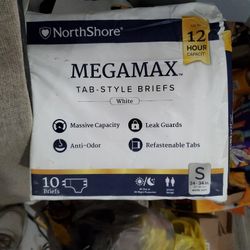 NorthShore®
UP TO
12
HOUR
CAPACITY
MEGAMAX™
TAB-STYLE BRIEFS
White
Massive Capacity
Leak Guards
Anti-Odor
Refastenable Tabs
10
Briefs
S